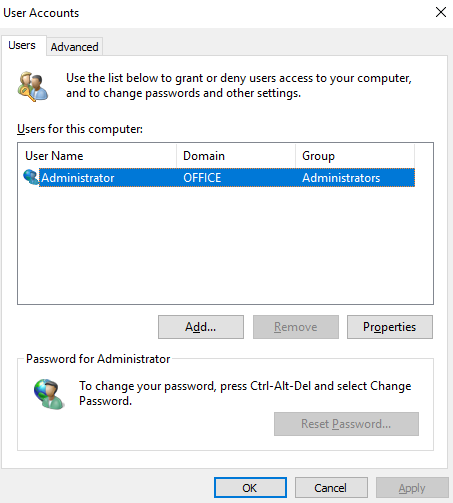 User Accounts
Users Advanced
Use the list below to grant or deny users access to your computer,
and to change passwords and other settings.
Users for this computer:
User Name Domain Group
Administrator OFFICE Administrators
Add... Remove Properties
Password for Administrator
To change your password, press Ctrl-Alt-Del and select Change
Password.
Reset Password...
OK Cancel Apply